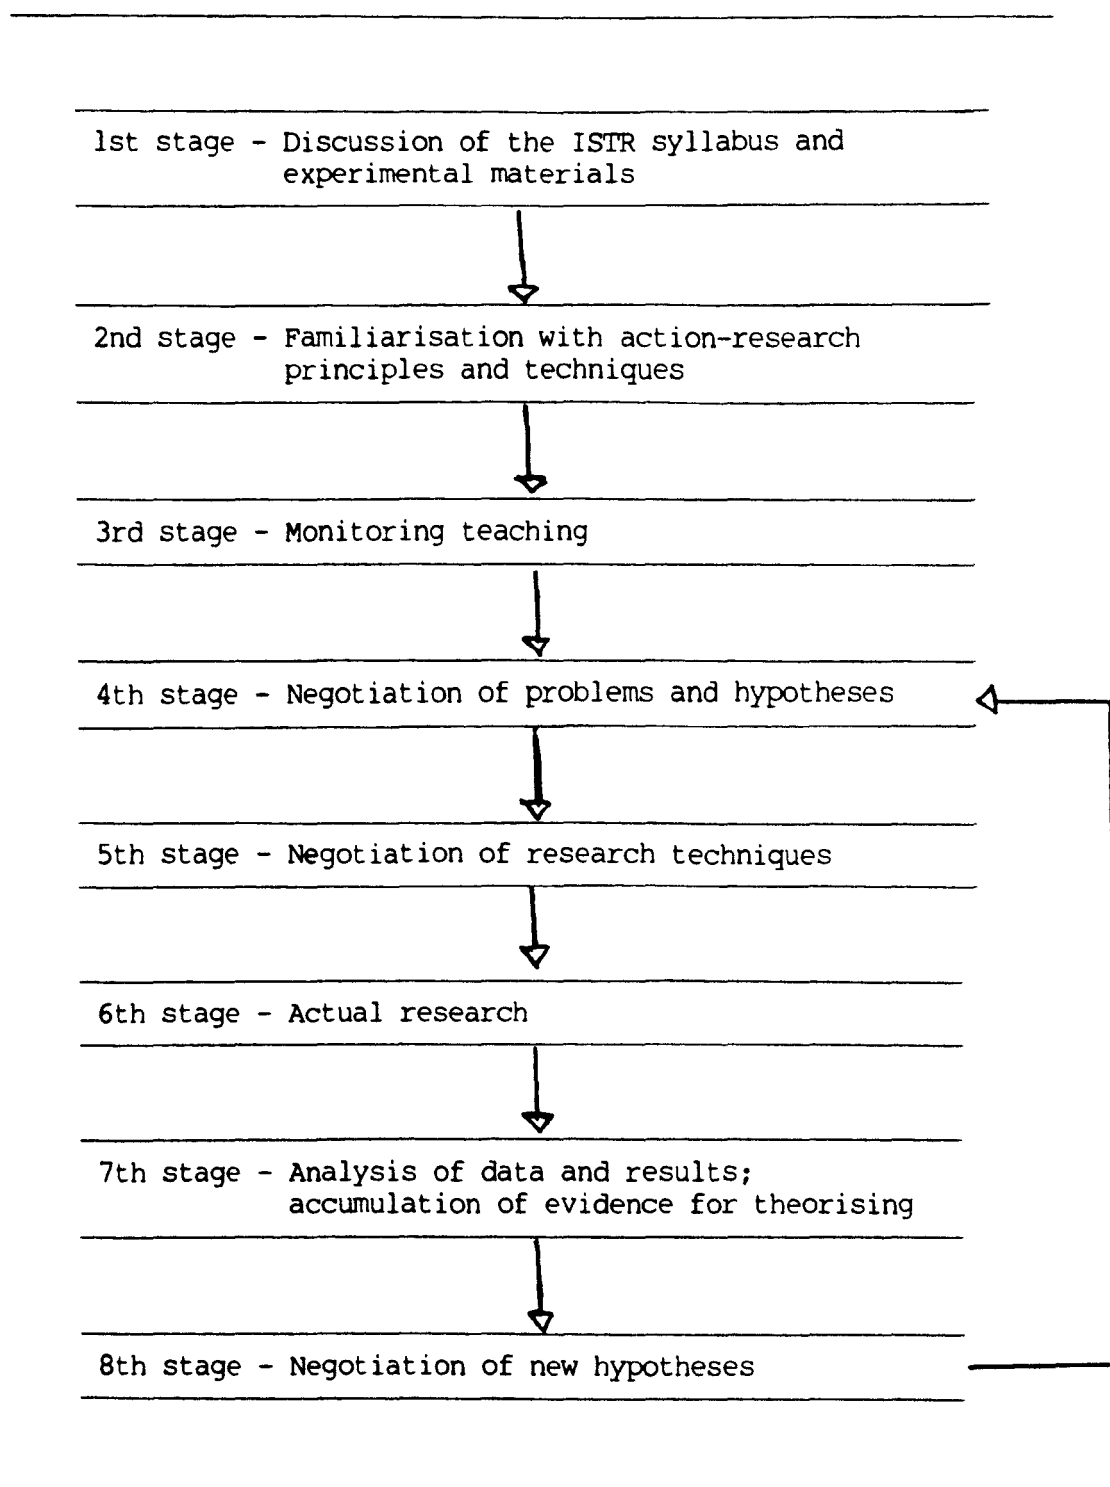 1st stage - Discussion of the ISTR syllabus and
experimental materials
2nd stage - Familiarisation with action-research
principles and techniques
3rd stage - Monitoring teaching
4th stage - Negotiation of problems and hypotheses
5th stage - Negotiation of research techniques
6th stage - Actual research
7th stage - Analysis of data and results;
accumulation of evidence for theorising
8th stage - Negotiation of new hypotheses